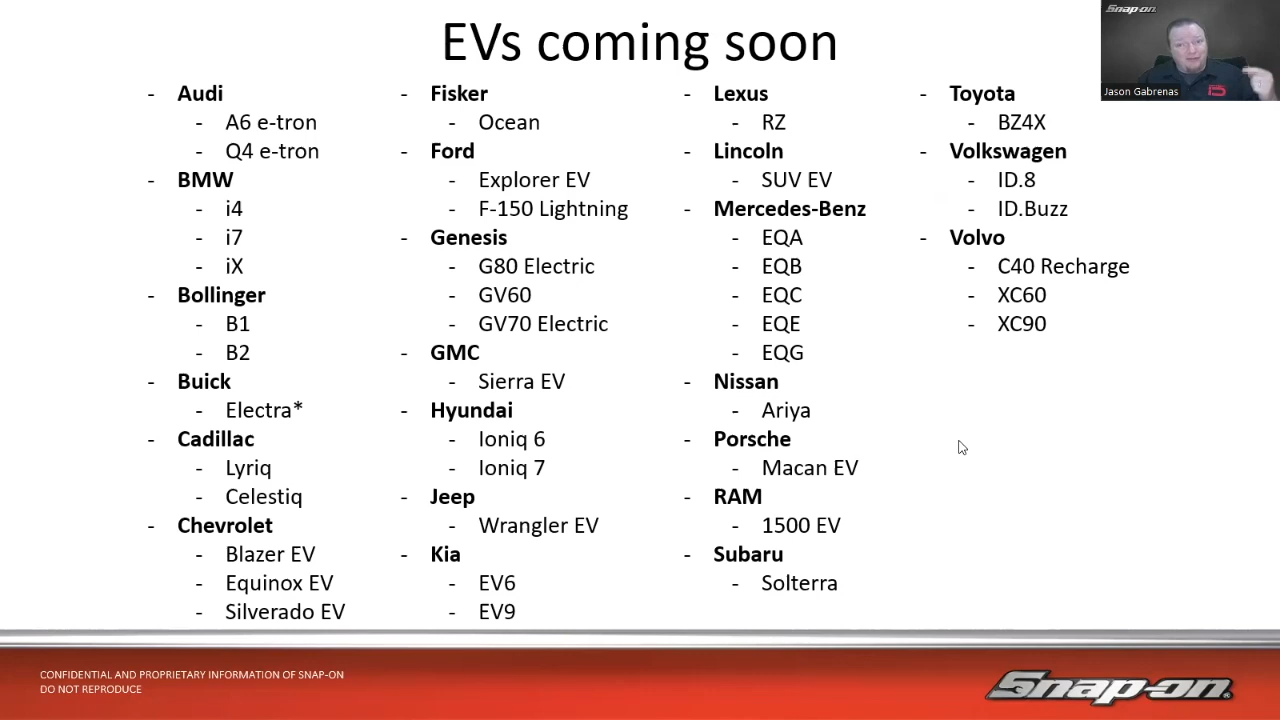 EVs coming soon
- Audi
- A6 e-tron
- Q4 e-tron
- BMW
- i4
- i7
- iX
- Bollinger
- B1
- B2
- Buick
- Electra*
- Cadillac
- Lyriq
- Celestiq
- Chevrolet
- Blazer EV
- Equinox EV
- Silverado EV
- Fisker
- Ocean
- Ford
- Explorer EV
- F-150 Lightning
- Genesis
- G80 Electric
- GV60
- GV70 Electric
- GMC
- Sierra EV
- Hyundai
- Ioniq 6
- Ioniq 7
- Jeep
- Wrangler EV
- Kia
- EV6
- EV9
- Lexus
- RZ
- Lincoln
- SUV EV
- Mercedes-Benz
- EQA
- EQB
- EQC
- EQE
- EQG
- Nissan
- Ariya
- Porsche
- Macan EV
- RAM
- 1500 EV
- Subaru
- Solterra
- Toyota
- BZ4X
- Volkswagen
- ID.8
- ID.Buzz
- Volvo
- C40 Recharge
- XC60
- XC90
Snap-on
Jason Gabrenas
CONFIDENTIAL AND PROPRIETARY INFORMATION OF SNAP-ON
DO NOT REPRODUCE
Snap-on®